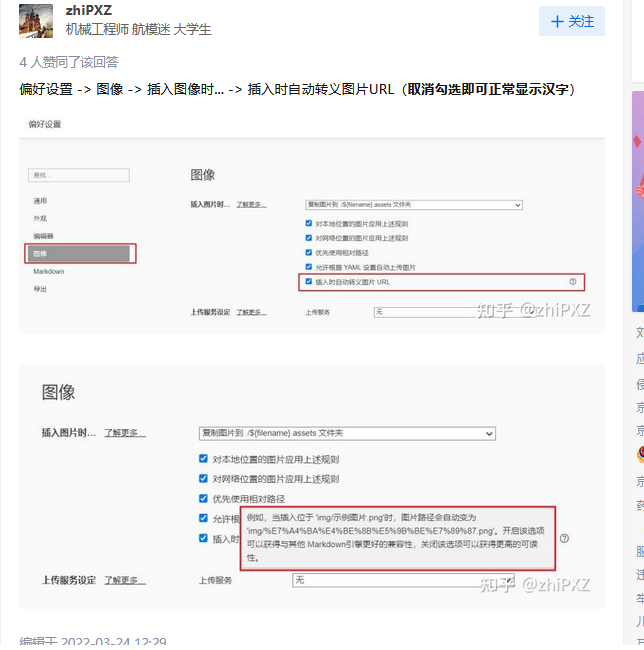 zhiPXZ
机械工程师 航模迷 大学生
+ 关注
4 人赞同了该回答
偏好设置 -> 图像 -> 插入图像时... -> 插入时自动转义图片URL（取消勾选即可正常显示汉字）
偏好设置
查找...
通用
外观
编辑器
图像
Markdown
导出
图像
插入图片时... 了解更多...
复制图片到 ./${filename}.assets 文件夹
对本地位置的图片应用上述规则
对网络位置的图片应用上述规则
优先使用相对路径
允许根据 YAML 设置自动上传图片
插入时自动转义图片 URL
上传服务设定 了解更多...
上传服务
无
知乎 @zhiPXZ
图像
插入图片时... 了解更多...
复制图片到 ./${filename}.assets 文件夹
对本地位置的图片应用上述规则
对网络位置的图片应用上述规则
优先使用相对路径
允许根
插入时
例如，当插入位于 'img/示例图片.png'时，图片路径会自动变为
'img/%E7%A4%BA%E4%BE%8B%E5%9B%BE%E7%89%87.png'。开启该选项
可以获得与其他 Markdown引擎更好的兼容性，关闭该选项可以获得更高的可读
性。
上传服务设定 了解更多...
上传服务
无
知乎 @zhiPXZ
编辑于 2022-03-24 12:29